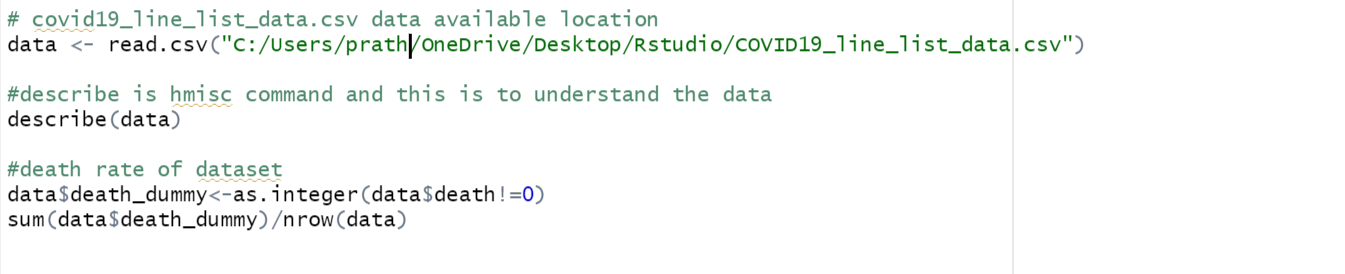 # covid19_line_list_data.csv data available location
data <- read.csv("C:/Users/prath/OneDrive/Desktop/Rstudio/COVID19_line_list_data.csv")
#describe is hmisc command and this is to understand the data
describe(data)
#death rate of dataset
data$death_dummy<-as.integer(data$death!=0)
sum(data$death_dummy)/nrow(data)